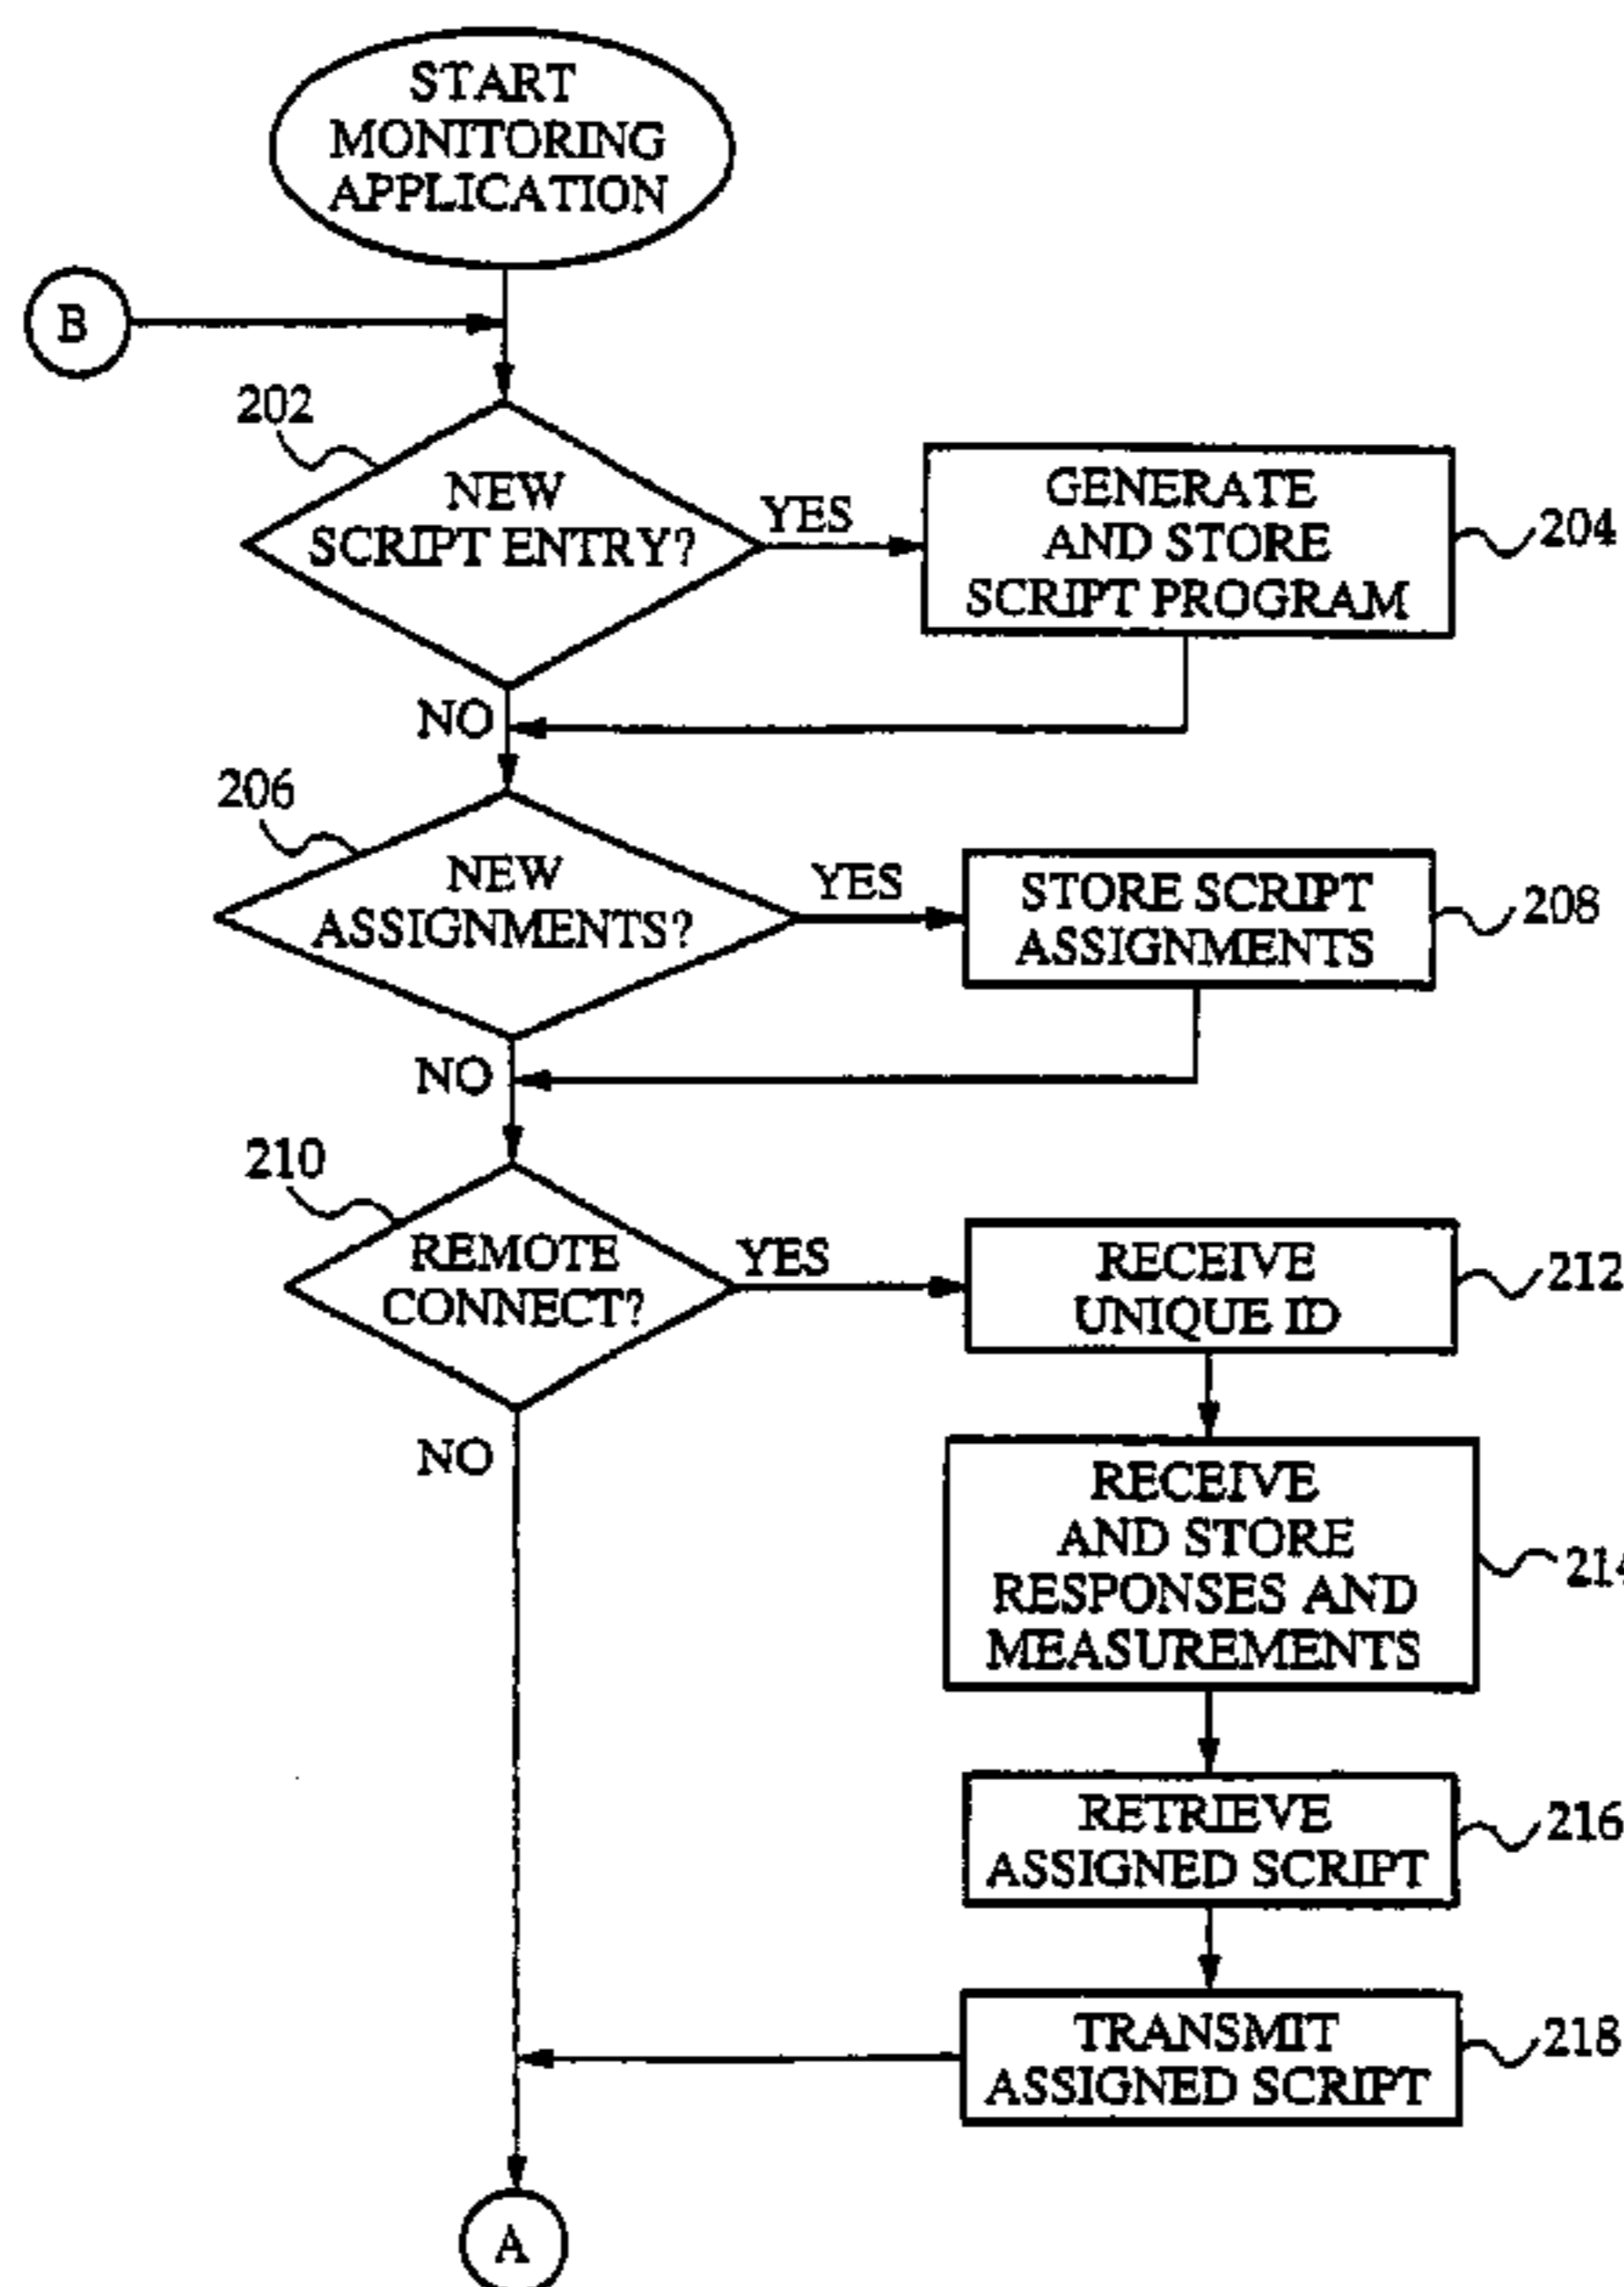 START
MONITORING
APPLICATION
B
202
NEW
SCRIPT ENTRY?
YES
GENERATE
AND STORE
SCRIPT PROGRAM
204
NO
206
NEW
ASSIGNMENTS?
YES
STORE SCRIPT
ASSIGNMENTS
208
NO
210
REMOTE
CONNECT?
YES
RECEIVE
UNIQUE ID
212
NO
RECEIVE
AND STORE
RESPONSES AND
MEASUREMENTS
214
RETRIEVE
ASSIGNED SCRIPT
216
TRANSMIT
ASSIGNED SCRIPT
218
A